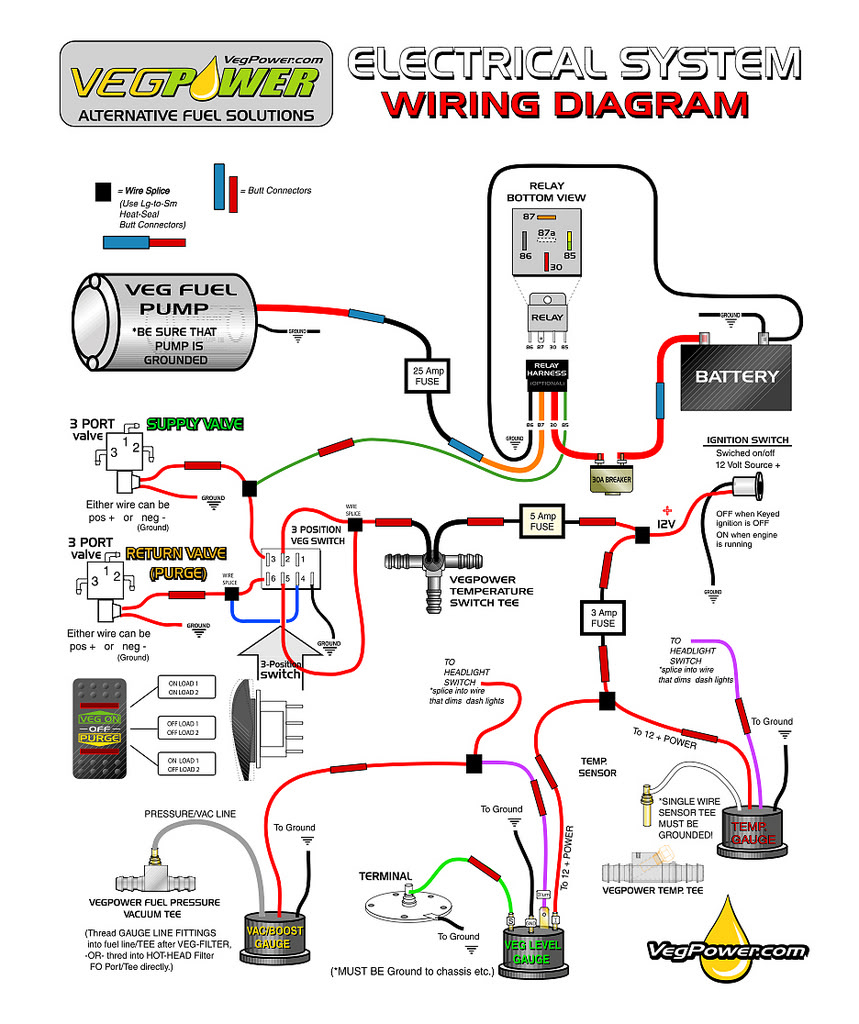 VegPower.com
VEGPOWER
ALTERNATIVE FUEL SOLUTIONS
ELECTRICAL SYSTEM
WIRING DIAGRAM
= Wire Splice
(Use Lg-to-Sm
Heat-Seal
Butt Connectors)
= Butt Connectors
RELAY
BOTTOM VIEW
87
87a
86
85
30
RELAY
86 87 30 85
RELAY
HARNESS
(OPTIONAL)
86 87 30 85
GROUND
VEG FUEL
PUMP
*BE SURE THAT
PUMP IS
GROUNDED
GROUND
25 Amp
FUSE
GROUND
BATTERY
30A BREAKER
IGNITION SWITCH
Swiched on/off
12 Volt Source +
OFF when Keyed
ignition is OFF
ON when engine
is running
+
12V
GROUND
3 PORT
valve
SUPPLY VALVE
1
2
3
GROUND
Either wire can be
pos + or neg -
(Ground)
3 PORT
valve
RETURN VALVE
(PURGE)
1
2
3
WIRE
SPLICE
GROUND
Either wire can be
pos + or neg -
(Ground)
3 POSITION
VEG SWITCH
WIRE
SPLICE
3 2 1
6 5 4
GROUND
3-Position
switch
5 Amp
FUSE
VEGPOWER
TEMPERATURE
SWITCH TEE
3 Amp
FUSE
VEG ON
OFF
PURGE
ON LOAD 1
ON LOAD 2
OFF LOAD 1
OFF LOAD 2
ON LOAD 1
OFF LOAD 2
TO
HEADLIGHT
SWITCH
*splice into wire
that dims dash lights
TO
HEADLIGHT
SWITCH
*splice into wire
that dims dash lights
To 12 + POWER
To Ground
TEMP.
SENSOR
*SINGLE WIRE
SENSOR TEE
MUST BE
GROUNDED!
TEMP.
GAUGE
VEGPOWER TEMP. TEE
PRESSURE/VAC LINE
To Ground
VEGPOWER FUEL PRESSURE
VACUUM TEE
(Thread GAUGE LINE FITTINGS
into fuel line/TEE after VEG-FILTER,
-OR- thred into HOT-HEAD Filter
FO Port/Tee directly.)
VAC/BOOST
GAUGE
To Ground
To 12 + POWER
TERMINAL
To Ground
S
I
VEG LEVEL
GAUGE
(*MUST BE Ground to chassis etc.)
VegPower.com